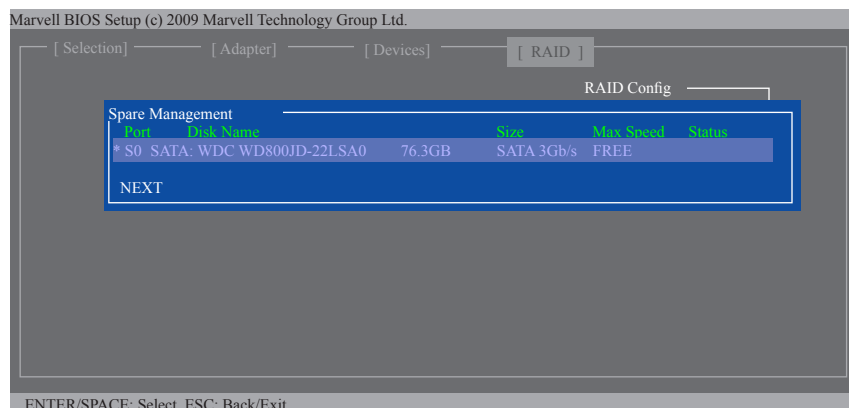 Marvell BIOS Setup (c) 2009 Marvell Technology Group Ltd.
[ Selection] [ Adapter] [ Devices] [ RAID ]
RAID Config
Spare Management
Port Disk Name Size Max Speed Status
* S0 SATA: WDC WD800JD-22LSA0 76.3GB SATA 3Gb/s FREE
NEXT
ENTER/SPACE: Select ESC: Back/Exit